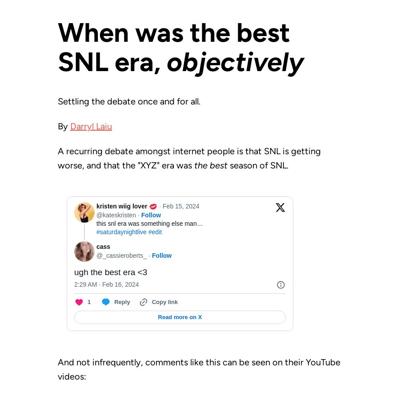 When was the best
SNL era, objectively
Settling the debate once and for all.
By Darryl Laiu
A recurring debate amongst internet people is that SNL is getting
worse, and that the "XYZ" era was the best season of SNL.
kristen wiig lover 💋 Feb 15, 2024
@kateskristen · Follow
this snl era was something else man…
#saturdaynightlive #edit
cass
@_cassieroberts_ · Follow
ugh the best era <3
2:29 AM · Feb 16, 2024
1 Reply Copy link
Read more on X
And not infrequently, comments like this can be seen on their YouTube
videos: